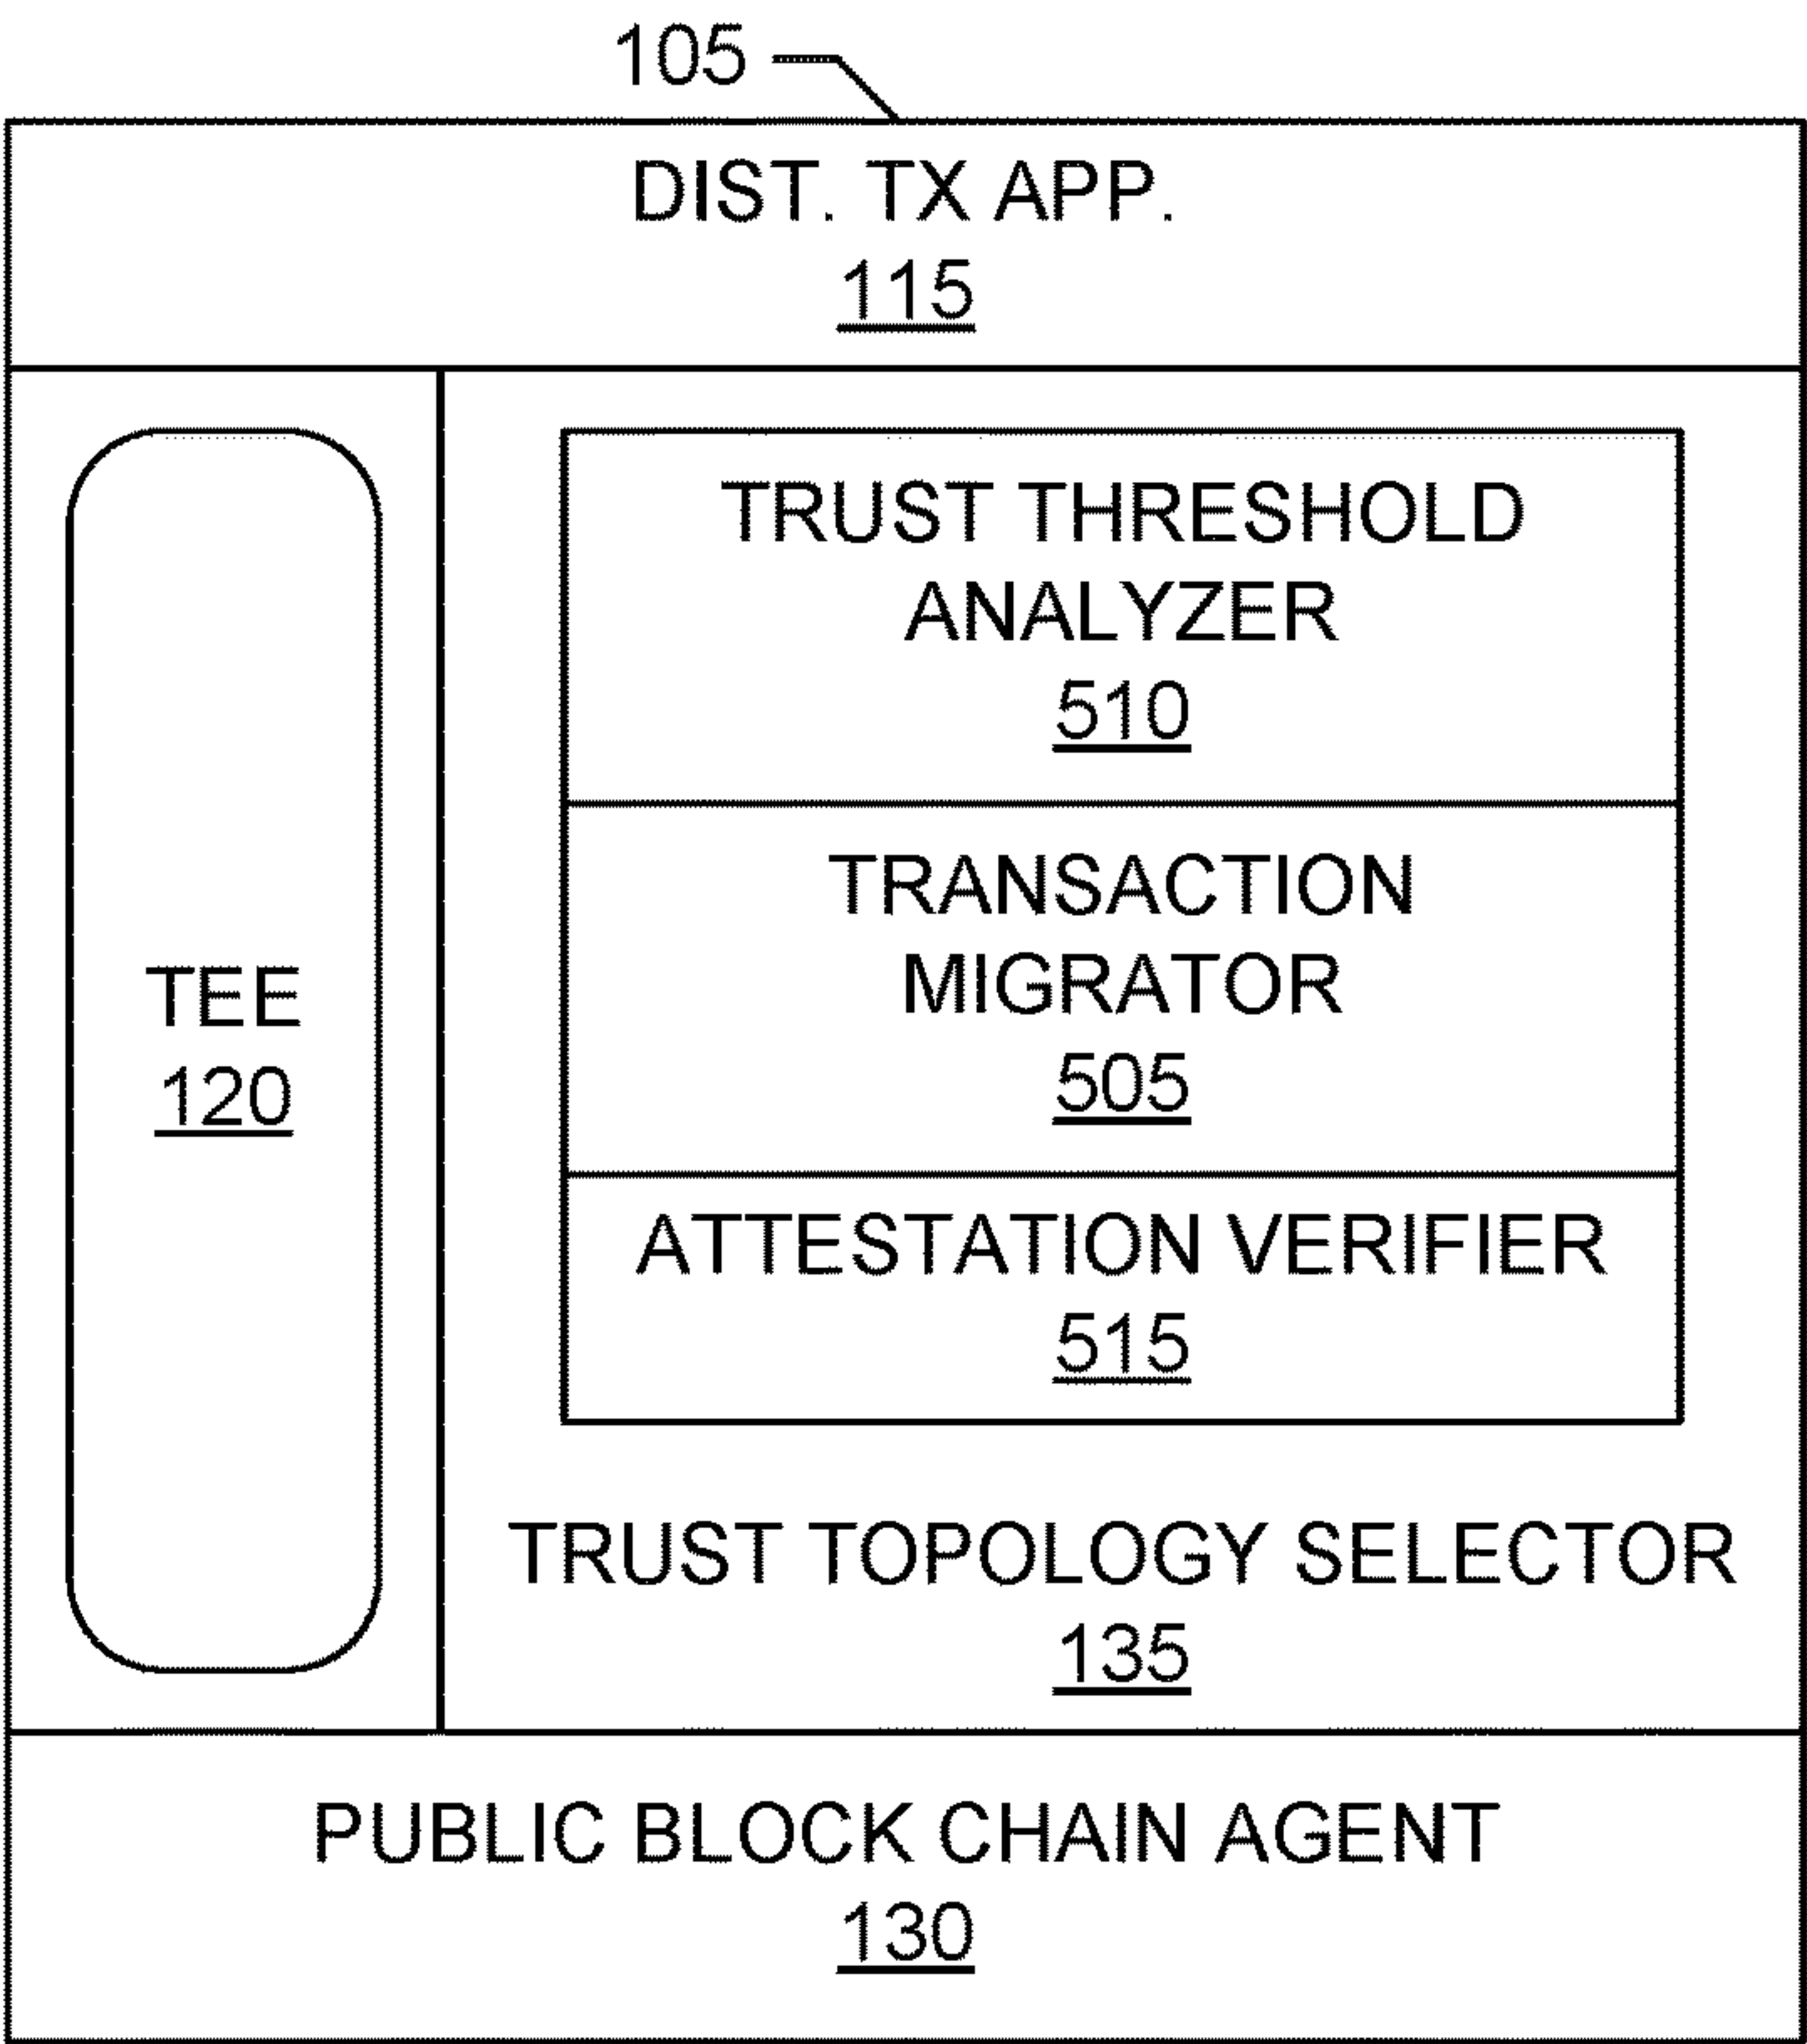 105
DIST. TX APP.
115
TRUST THRESHOLD
ANALYZER
510
TRANSACTION
MIGRATOR
505
ATTESTATION VERIFIER
515
TEE
120
TRUST TOPOLOGY SELECTOR
135
PUBLIC BLOCK CHAIN AGENT
130